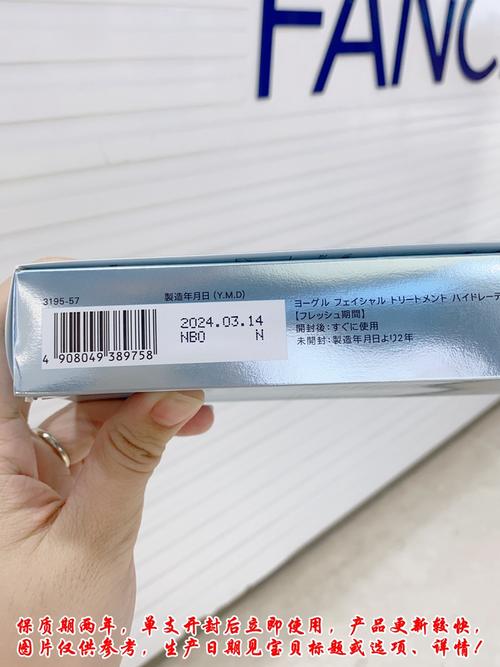 FANC
3195-57
製造年月日(Y.M.D)
2024.03.14
NBO N
4 908049 389758
ヨーグル フェイシャル トリートメント ハイドレーテ
【フレッシュ期間】
開封後:すぐに使用
未開封:製造年月日より2年
保质期两年，单支开封后立即使用，产品更新较快，
图片仅供参考，生产日期见宝贝标题或选项、详情！